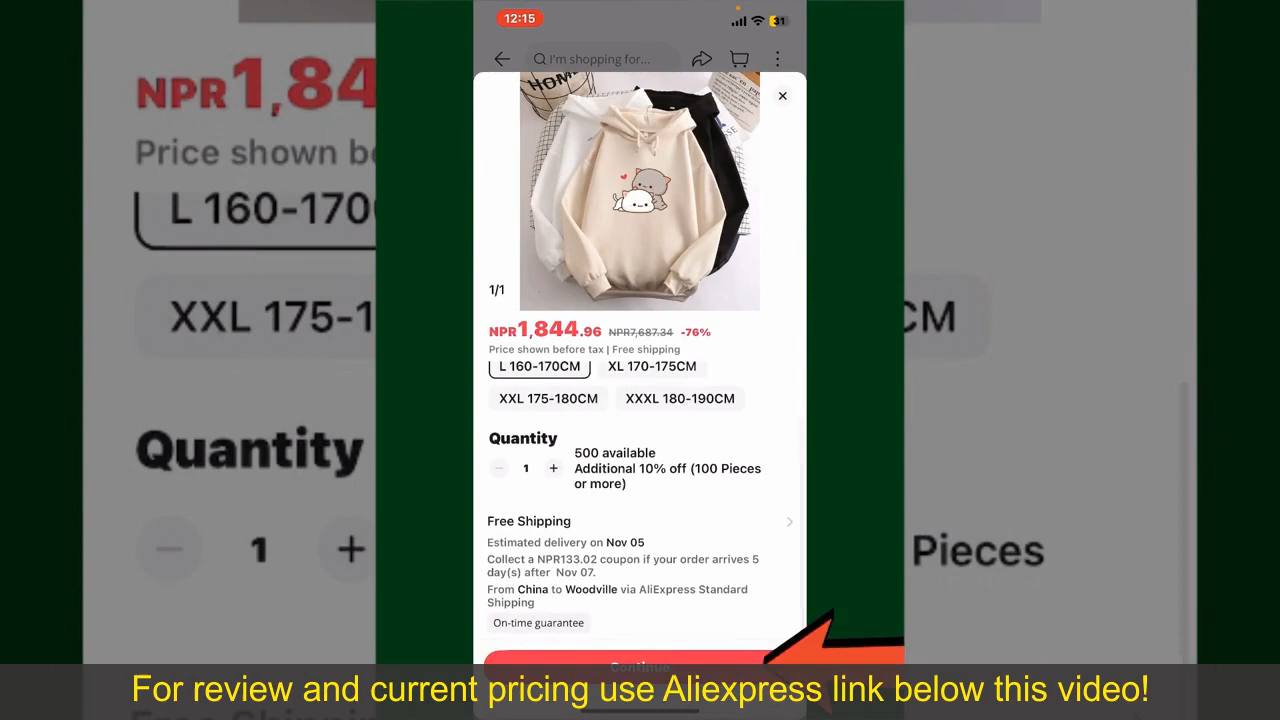 12:15
31
I'm shopping for...
HOM
1/1
NPR1,844.96 NPR7,687.34 -76%
Price shown before tax | Free shipping
L 160-170CM XL 170-175CM
XXL 175-180CM XXXL 180-190CM
Quantity
500 available
1
Additional 10% off (100 Pieces
or more)
Free Shipping
Estimated delivery on Nov 05
Collect a NPR133.02 coupon if your order arrives 5
day(s) after Nov 07.
From China to Woodville via AliExpress Standard
Shipping
On-time guarantee
Continue
NPR1,84
Price shown be
L 160-170
XXL 175-1
CM
Quantity
1
Pieces
For review and current pricing use Aliexpress link below this video!